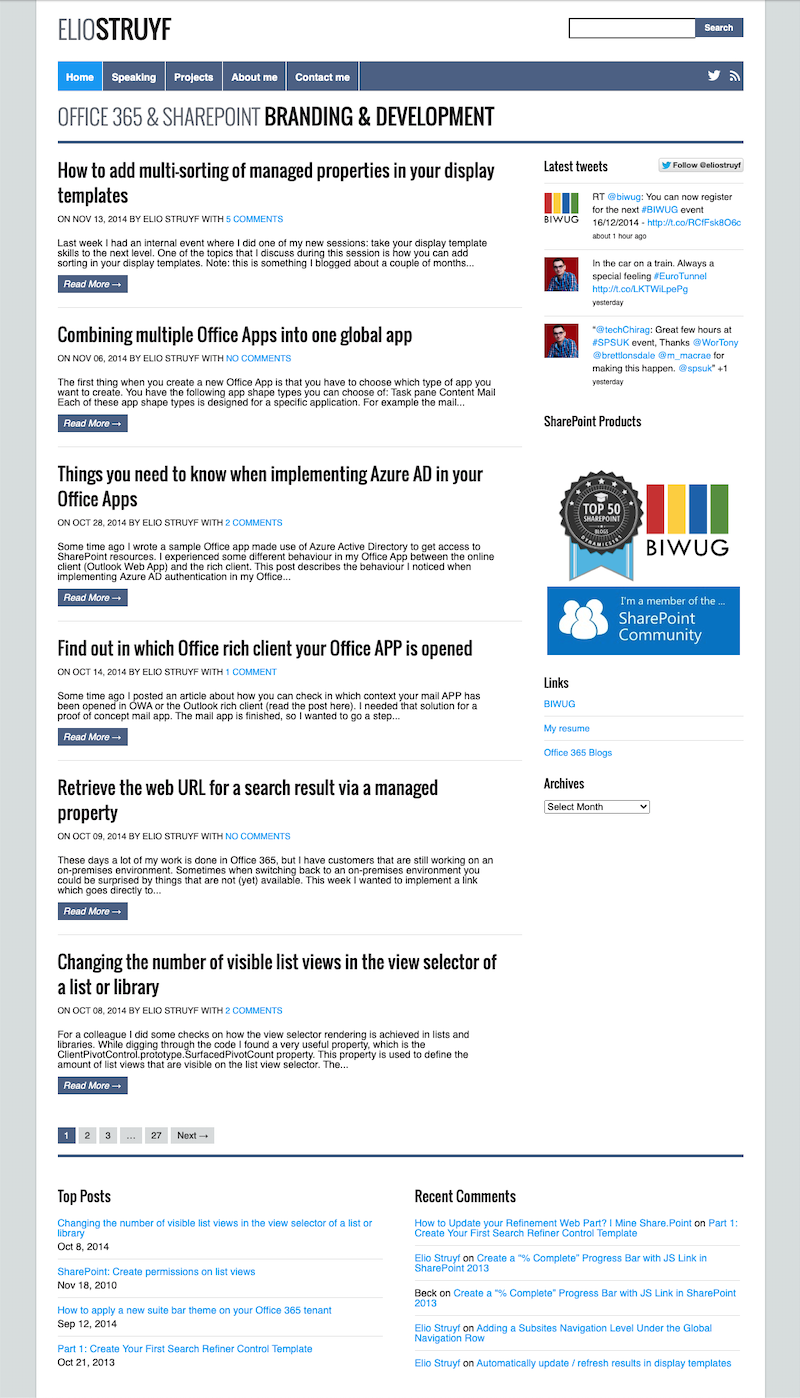 ELIOSTRUYF
Search
Home
Speaking
Projects
About me
Contact me
OFFICE 365 & SHAREPOINT BRANDING & DEVELOPMENT
How to add multi-sorting of managed properties in your display
templates
ON NOV 13, 2014 BY ELIO STRUYF WITH 5 COMMENTS
Last week I had an internal event where I did one of my new sessions: take your display template
skills to the next level. One of the topics that I discuss during this session is how you can add
sorting in your display templates. Note: this is something I blogged about a couple of months...
Read More →
Combining multiple Office Apps into one global app
ON NOV 06, 2014 BY ELIO STRUYF WITH NO COMMENTS
The first thing when you create a new Office App is that you have to choose which type of app you
want to create. You have the following app shape types you can choose of: Task pane Content Mail
Each of these app shape types is designed for a specific application. For example the mail...
Read More →
Things you need to know when implementing Azure AD in your
Office Apps
ON OCT 28, 2014 BY ELIO STRUYF WITH 2 COMMENTS
Some time ago I wrote a sample Office app made use of Azure Active Directory to get access to
SharePoint resources. I experienced some different behaviour in my Office App between the online
client (Outlook Web App) and the rich client. This post describes the behaviour I noticed when
implementing Azure AD authentication in my Office...
Read More →
Find out in which Office rich client your Office APP is opened
ON OCT 14, 2014 BY ELIO STRUYF WITH 1 COMMENT
Some time ago I posted an article about how you can check in which context your mail APP has
been opened in OWA or the Outlook rich client (read the post here). I needed that solution for a
proof of concept mail app. The mail app is finished, so I wanted to go a step...
Read More →
Retrieve the web URL for a search result via a managed
property
ON OCT 09, 2014 BY ELIO STRUYF WITH NO COMMENTS
These days a lot of my work is done in Office 365, but I have customers that are still working on an
on-premises environment. Sometimes when switching back to an on-premises environment you
could be surprised by things that are not (yet) available. This week I wanted to implement a link
which goes directly to...
Read More →
Changing the number of visible list views in the view selector of
a list or library
ON OCT 08, 2014 BY ELIO STRUYF WITH 2 COMMENTS
For a colleague I did some checks on how the view selector rendering is achieved in lists and
libraries. While digging through the code I found a very useful property, which is the
ClientPivotControl.prototype.SurfacedPivotCount property. This property is used to define the
amount of list views that are visible on the list view selector. The...
Read More →
1 2 3 ... 27 Next →
Latest tweets
Follow @eliostruyf
BIWUG
RT @biwug: You can now register
for the next #BIWUG event
16/12/2014 - http://t.co/RCfFsk8O6c
about 1 hour ago
In the car on a train. Always a
special feeling #EuroTunnel
http://t.co/LKTWiLpePg
yesterday
"@techChirag: Great few hours at
#SPSUK event, Thanks @WorTony
@brettlonsdale @m_macrae for
making this happen. @spsuk" +1
yesterday
SharePoint Products
TOP 50
SHAREPOINT
BLOGS
BIWUG
I'm a member of the ...
SharePoint
Community
Links
BIWUG
My resume
Office 365 Blogs
Archives
Select Month
Top Posts
Changing the number of visible list views in the view selector of a list or
library
Oct 8, 2014
SharePoint: Create permissions on list views
Nov 18, 2010
How to apply a new suite bar theme on your Office 365 tenant
Sep 12, 2014
Part 1: Create Your First Search Refiner Control Template
Oct 21, 2013
Recent Comments
How to Update your Refinement Web Part? | Mine Share.Point on Part 1:
Create Your First Search Refiner Control Template
Elio Struyf on Create a "% Complete" Progress Bar with JS Link in
SharePoint 2013
Beck on Create a "% Complete" Progress Bar with JS Link in SharePoint
2013
Elio Struyf on Adding a Subsites Navigation Level Under the Global
Navigation Row
Elio Struyf on Automatically update / refresh results in display templates